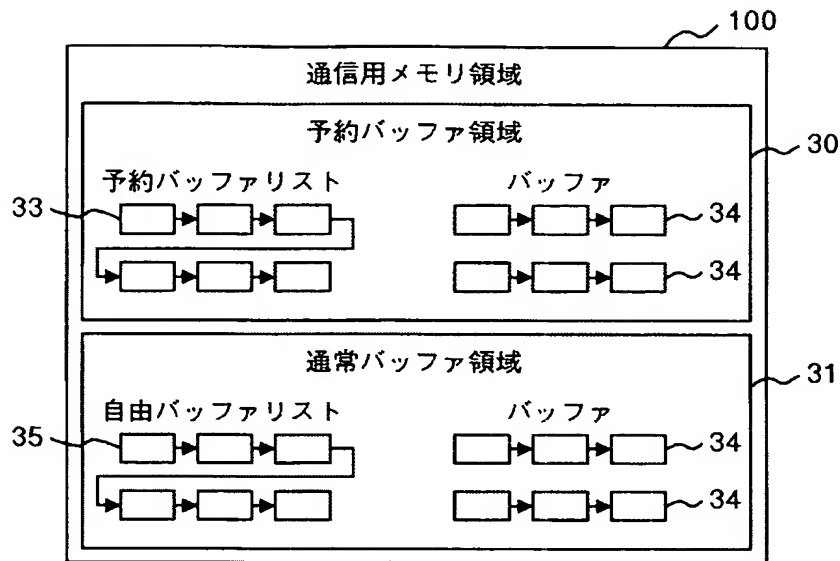 100
通信用メモリ領域
予約バッファ領域
30
予約バッファリスト
バッファ
33
34
34
通常バッファ領域
31
自由バッファリスト
バッファ
35
34
34